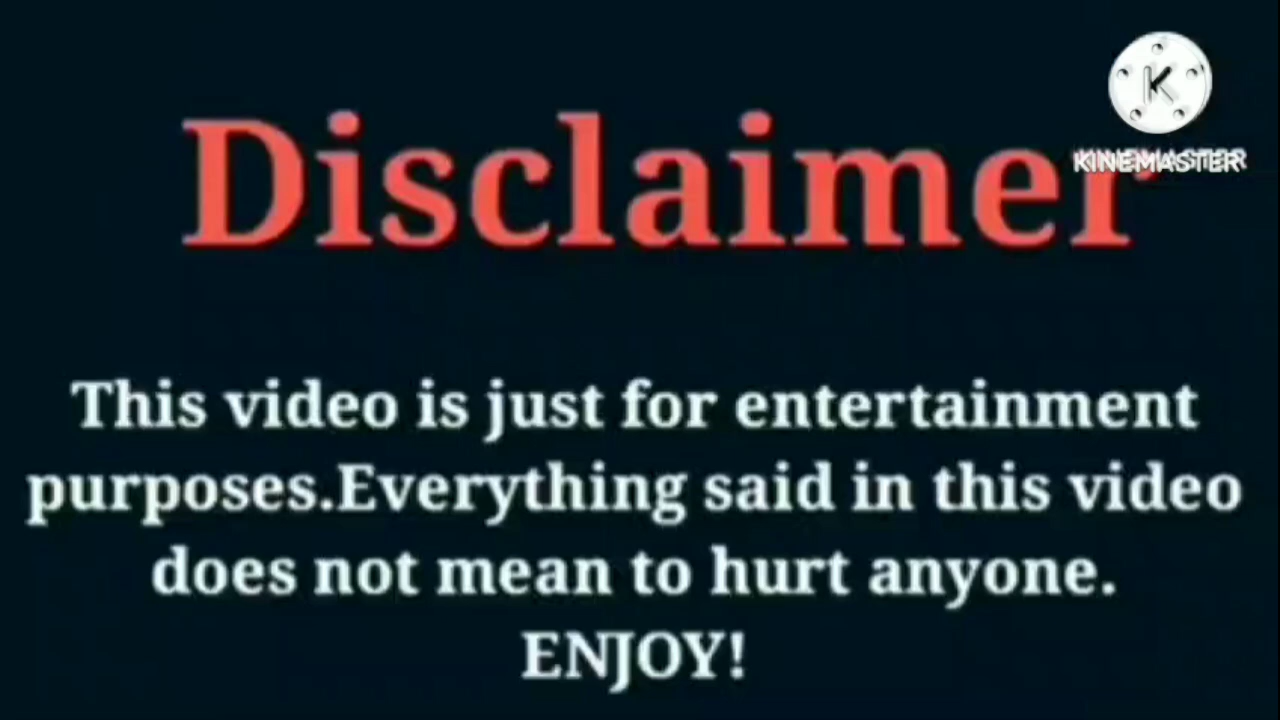 K
KINEMASTER
Disclaimer
This video is just for entertainment
purposes.Everything said in this video
does not mean to hurt anyone.
ENJOY!